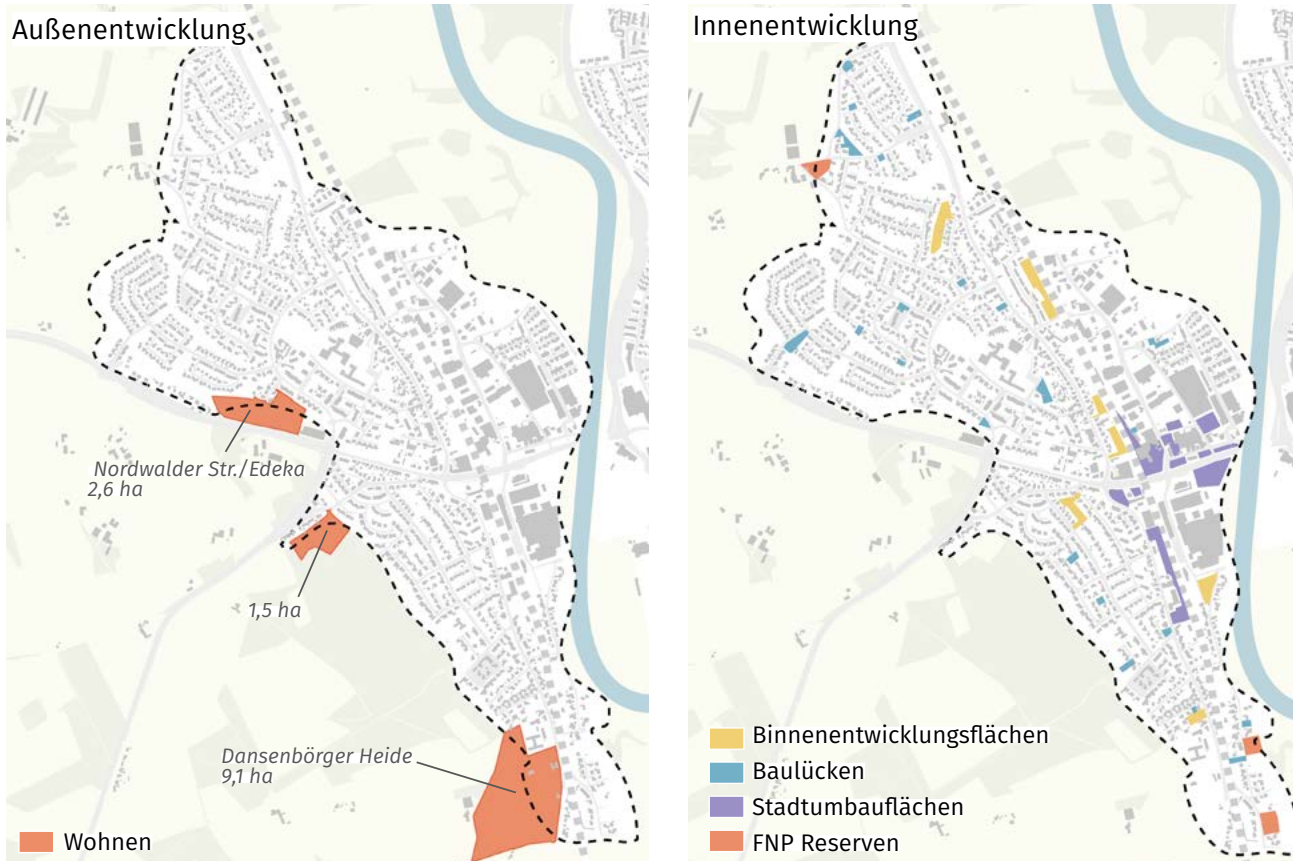 Außenentwicklung
Nordwalder Str./Edeka
2,6 ha
1,5 ha
Dansenbörger Heide
9,1 ha
Wohnen
Innenentwicklung
Binnenentwicklungsflächen
Baulücken
Stadtumbauflächen
FNP Reserven